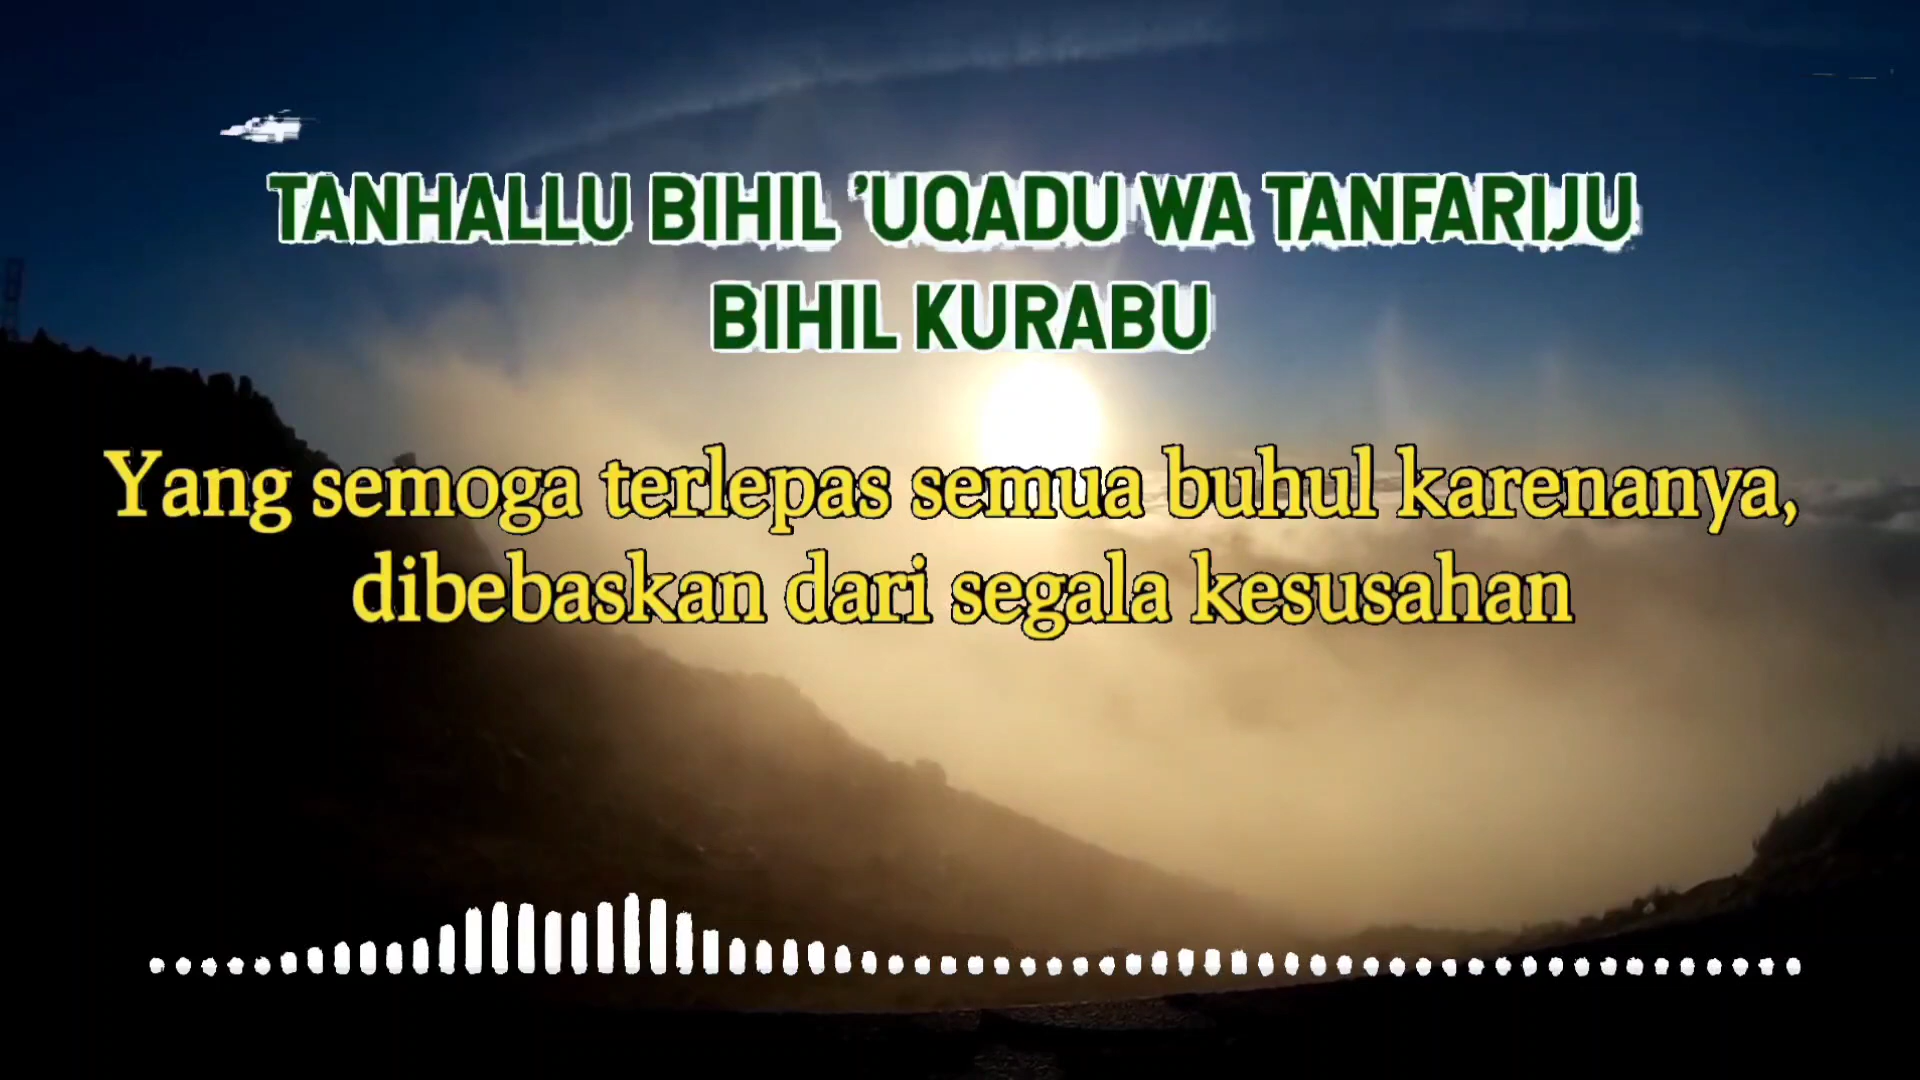 TANHALLU BIHIL 'UQADU WA TANFARIJU
BIHIL KURABU
Yang semoga terlepas semua buhul karenanya,
dibebaskan dari segala kesusahan